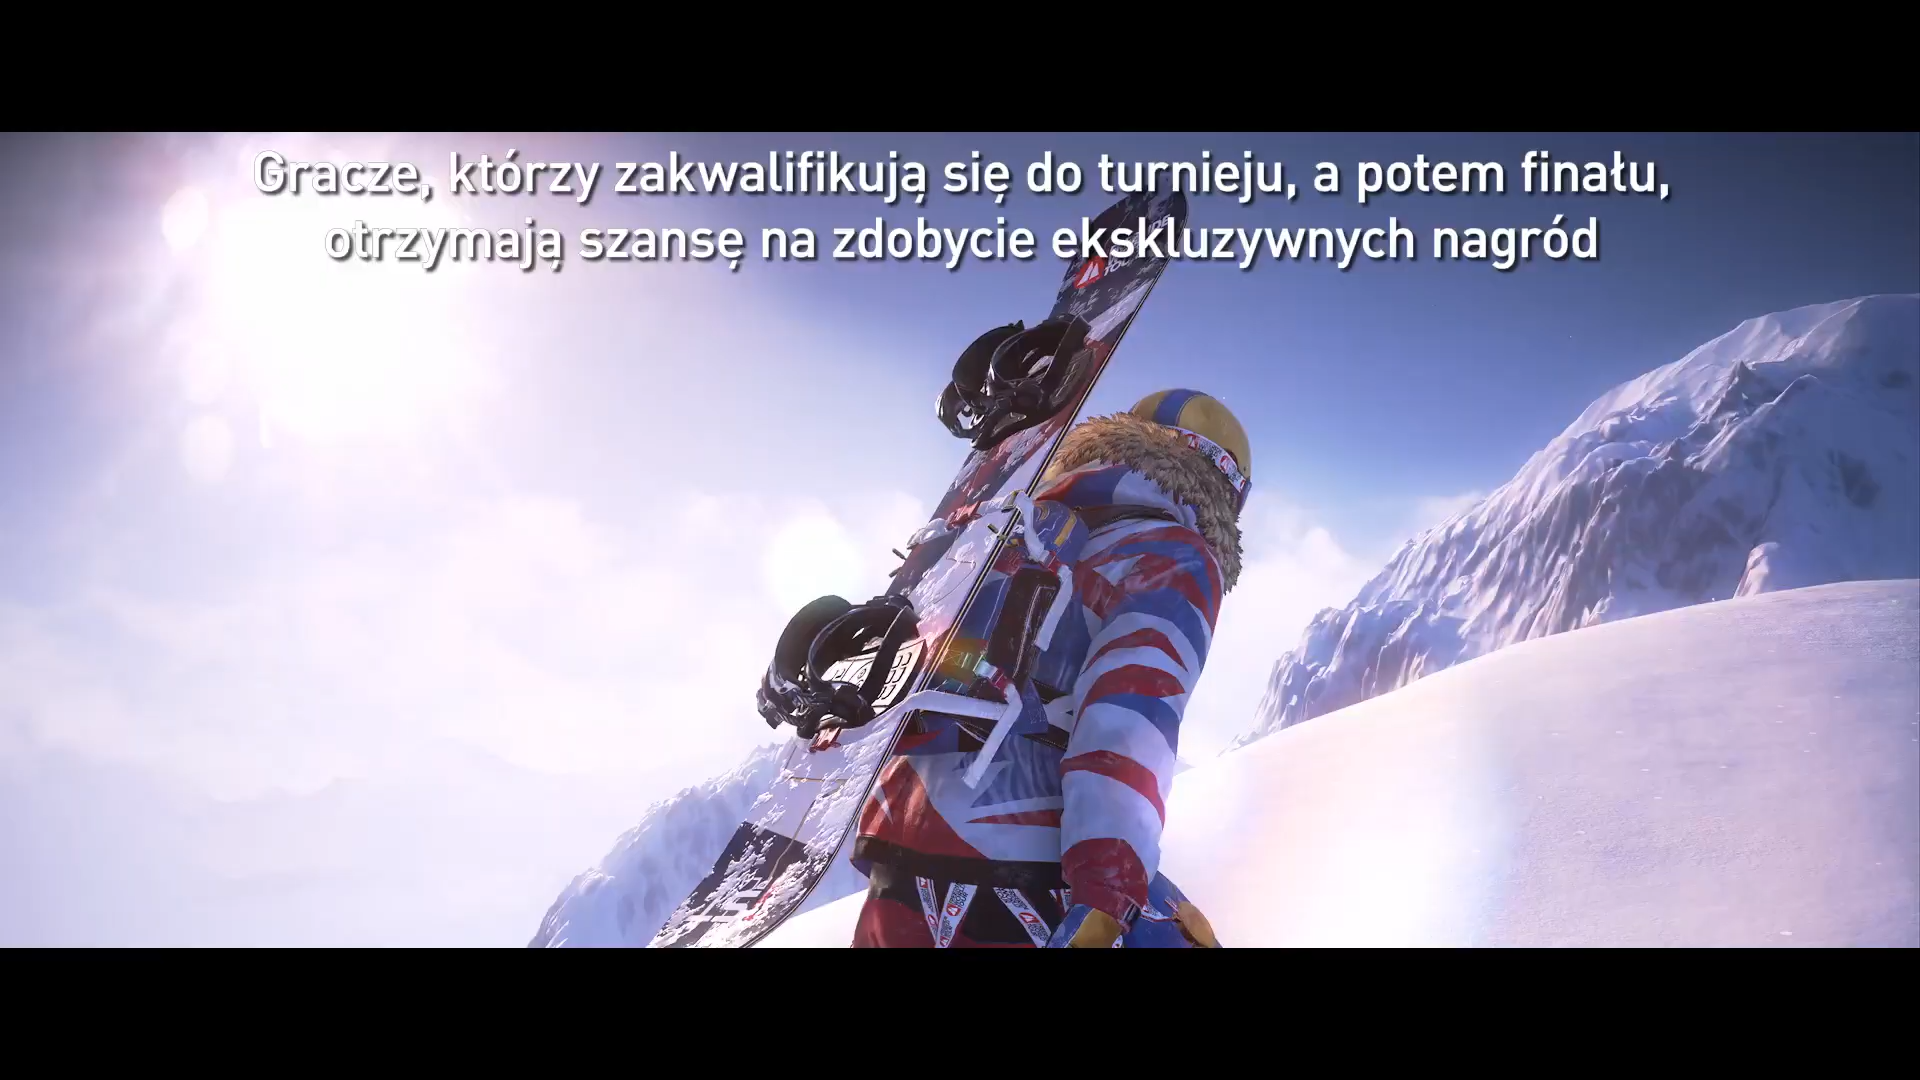 Gracze, którzy zakwalifikują się do turnieju, a potem finału,
otrzymają szansę na zdobycie ekskluzywnych nagród